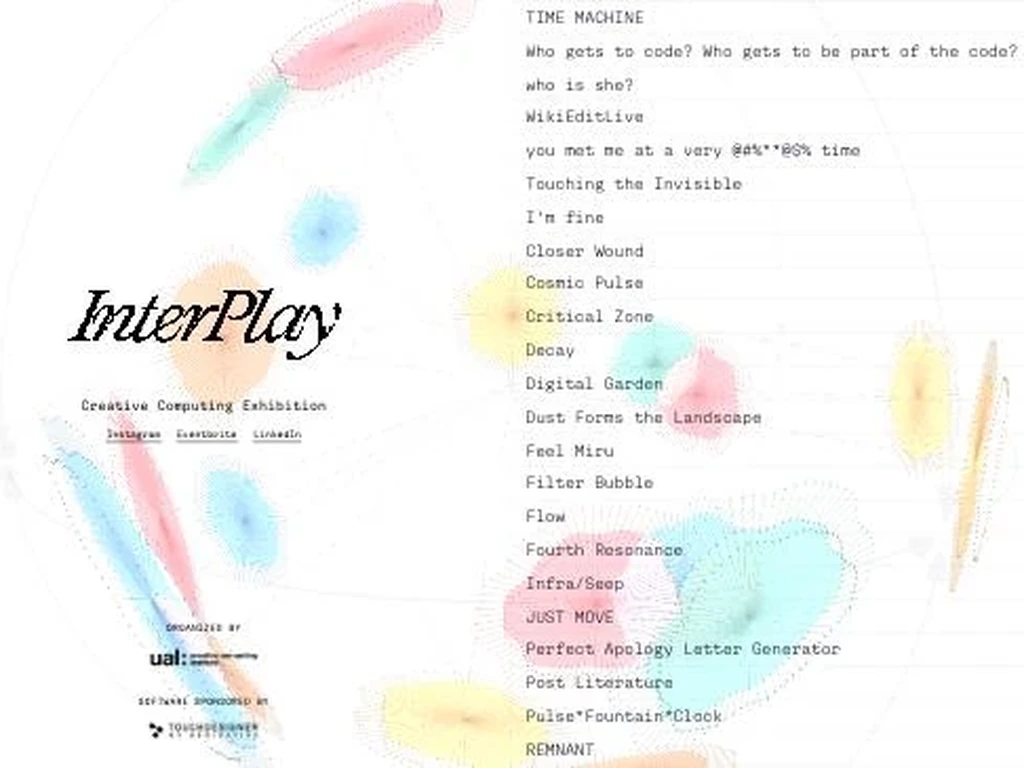 InterPlay
Creative Computing Exhibition
Instagram Eventbrite LinkedIn
ORGANIZED BY
ual:
SOFTWARE SPONSORED BY
TOUCHDESIGNER
TIME MACHINE
Who gets to code? Who gets to be part of the code?
who is she?
WikiEditLive
you met me at a very @#%**@$% time
Touching the Invisible
I'm fine
Closer Wound
Cosmic Pulse
Critical Zone
Decay
Digital Garden
Dust Forms the Landscape
Feel Miru
Filter Bubble
Flow
Fourth Resonance
Infra/Seep
JUST MOVE
Perfect Apology Letter Generator
Post Literature
Pulse*Fountain*Clock
REMNANT